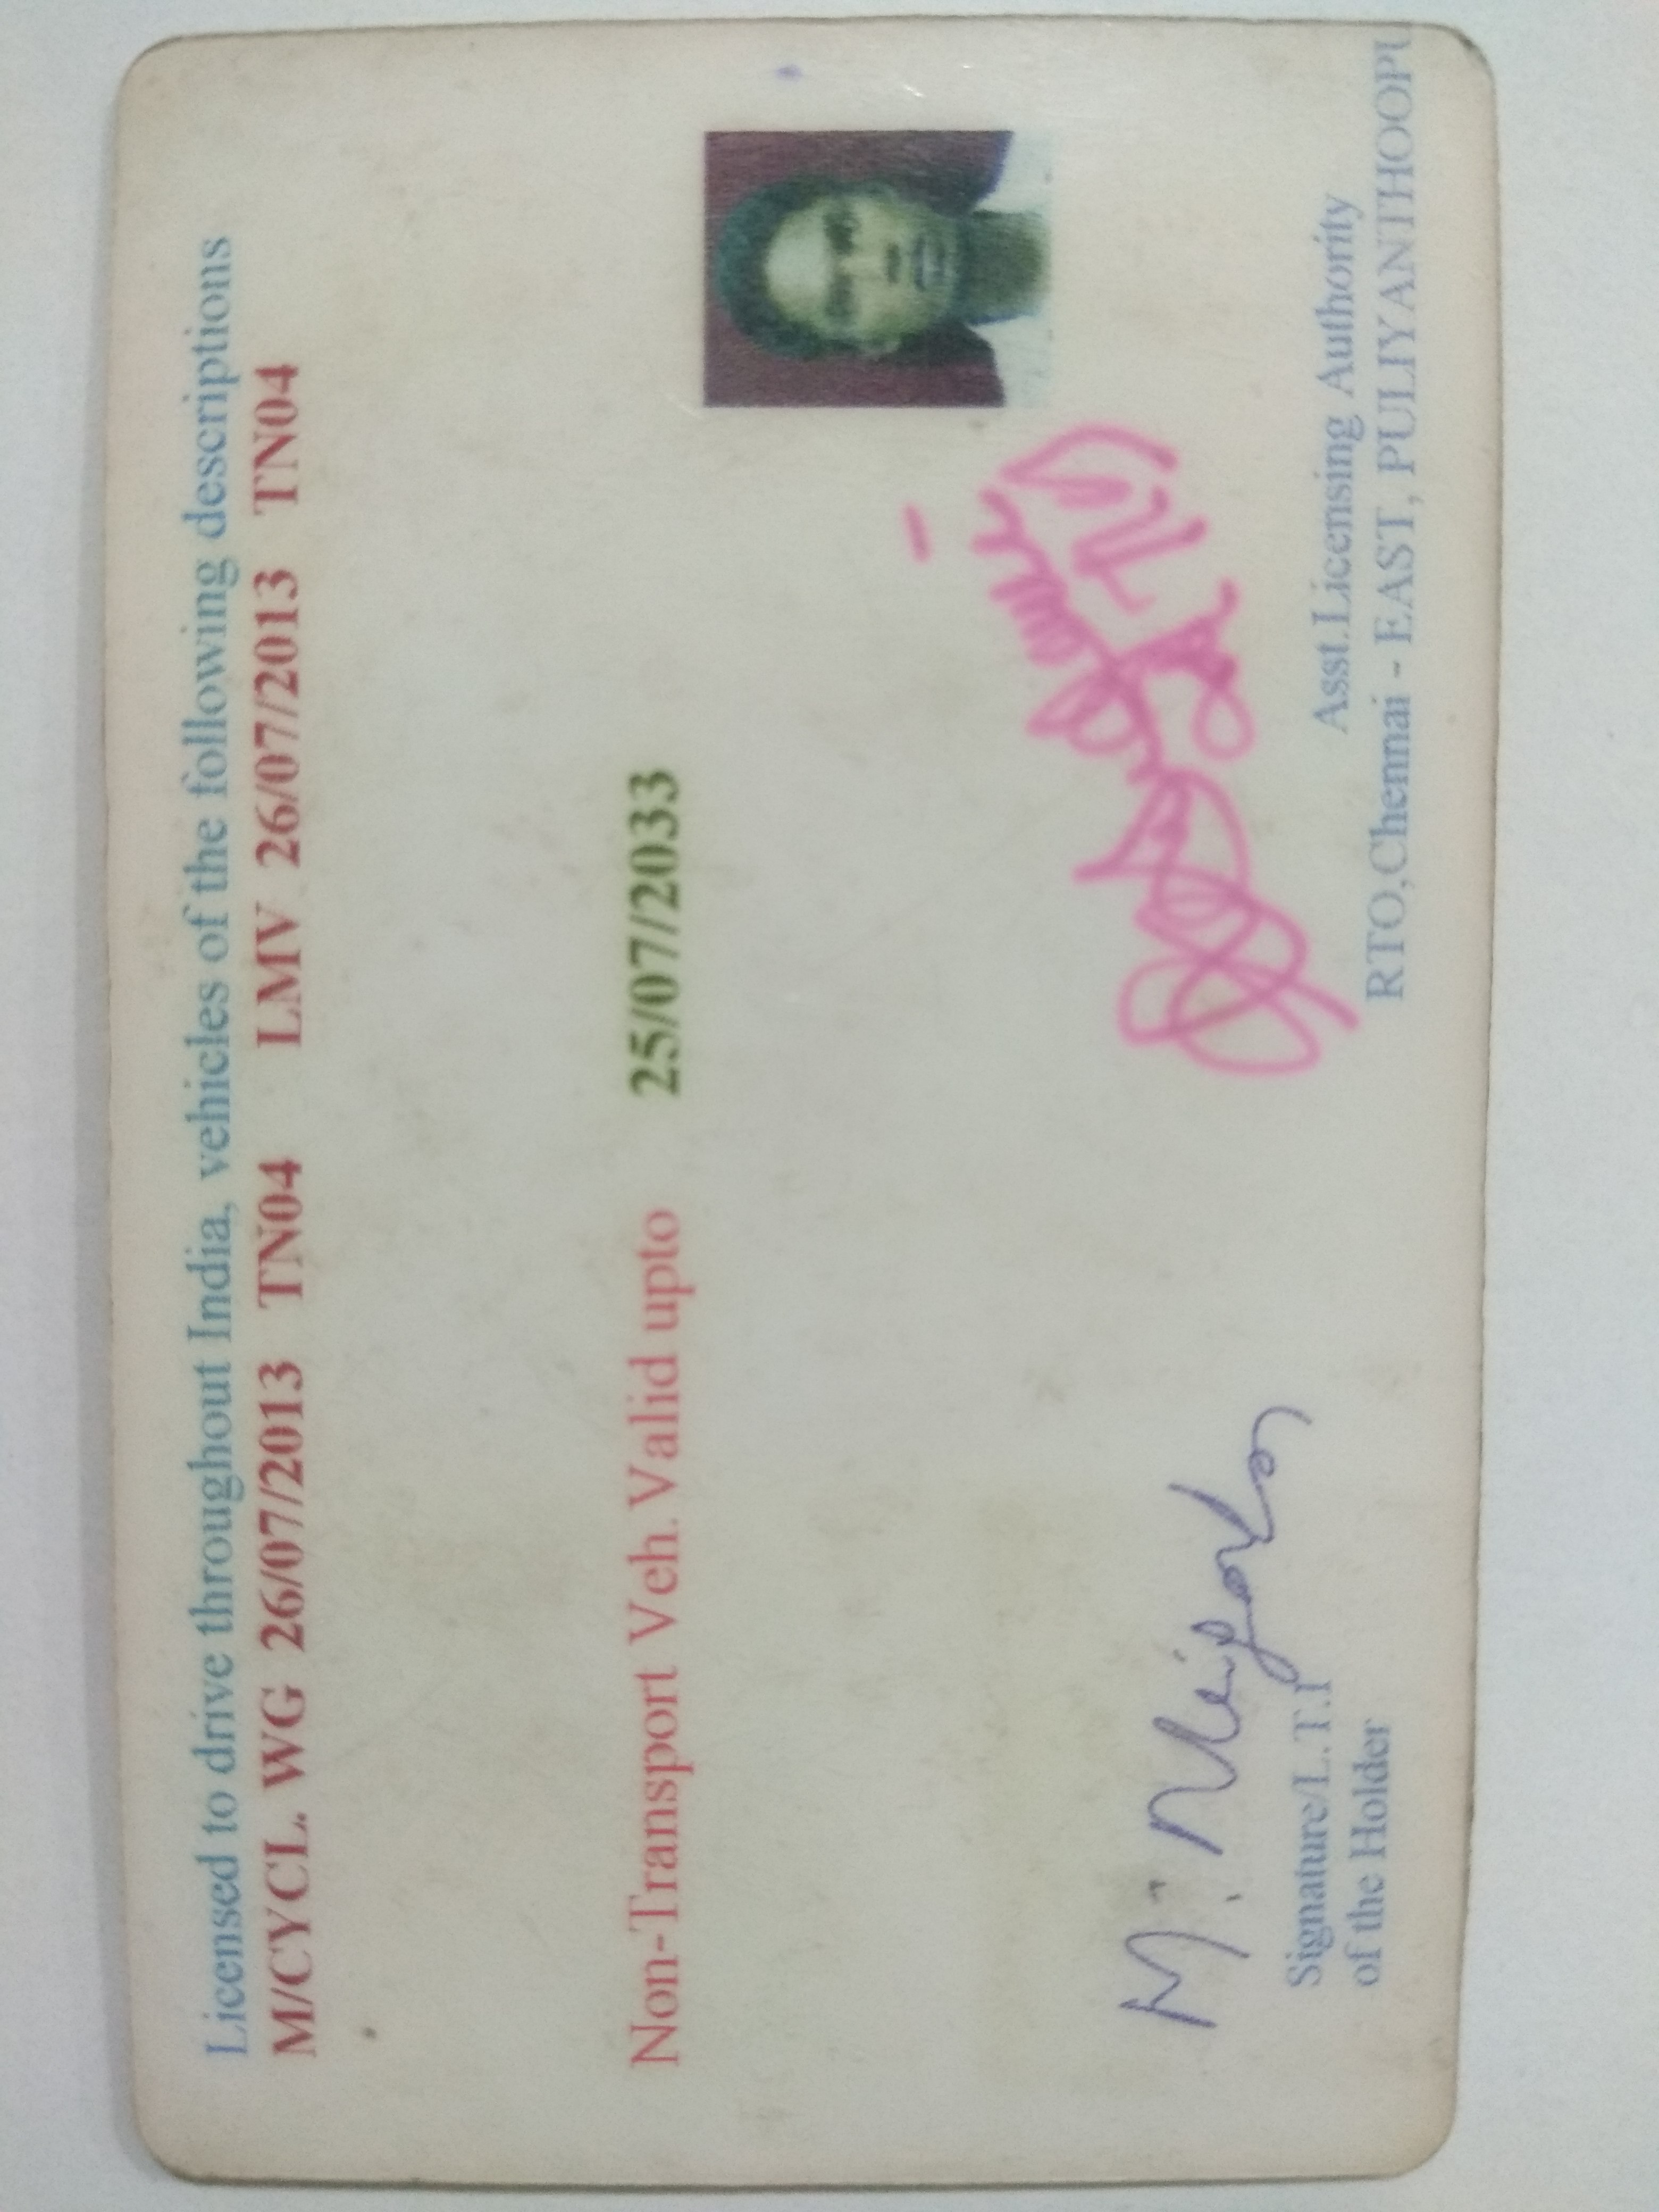 Licensed to drive throughout India, vehicles of the following descriptions
M/CYCL. WG 26/07/2013 TN04 LMV 26/07/2013 TN04
Non-Transport Veh. Valid upto 25/07/2033
M.
Signature/L.T.I
of the Holder
Asst.Licensing Authority
RTO,Chennai - EAST, PULIYANTHOOPU